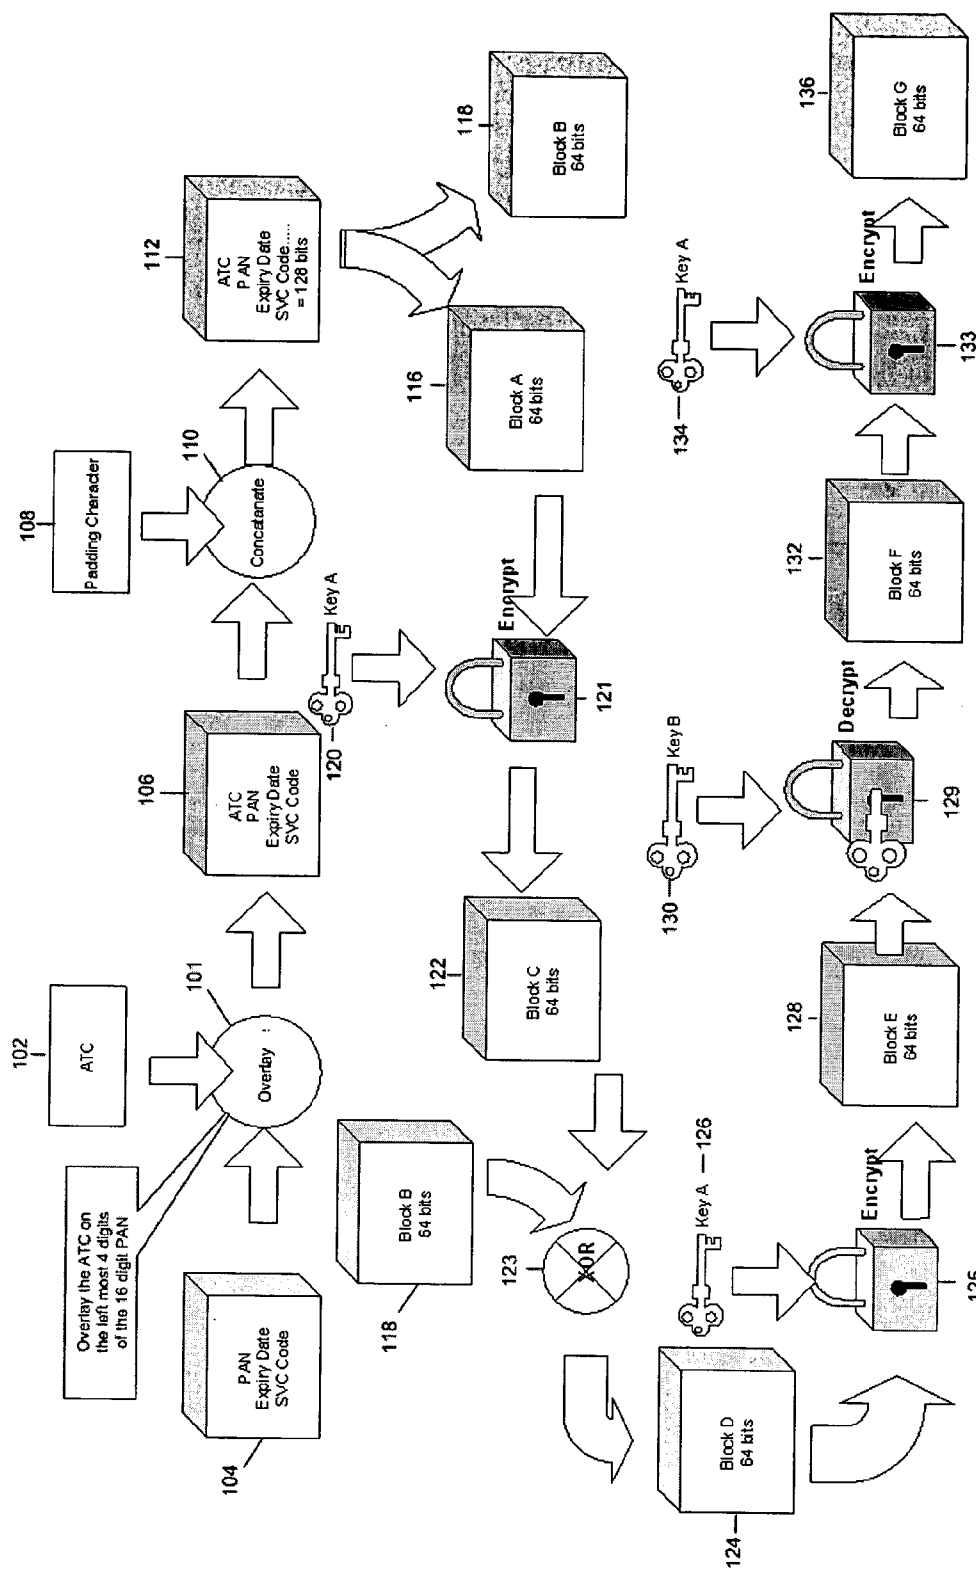 102
ATC
Overlay the ATC on
the left most 4 digits
of the 16 digit PAN
101
Overlay
104
PAN
Expiry Date
SVC Code
106
ATC
PAN
Expiry Date
SVC Code
108
Padding Character
110
Concatanate
112
ATC
PAN
Expiry Date
SVC Code.....
= 128 bits
116
Block A
64 bits
118
Block B
64 bits
120
Key A
Encrypt
121
122
Block C
64 bits
118
Block B
64 bits
123
XOR
124
Block D
64 bits
Key A
126
Encrypt
128
Block E
64 bits
130
Key B
Decrypt
129
132
Block F
64 bits
134
Key A
Encrypt
133
136
Block G
64 bits